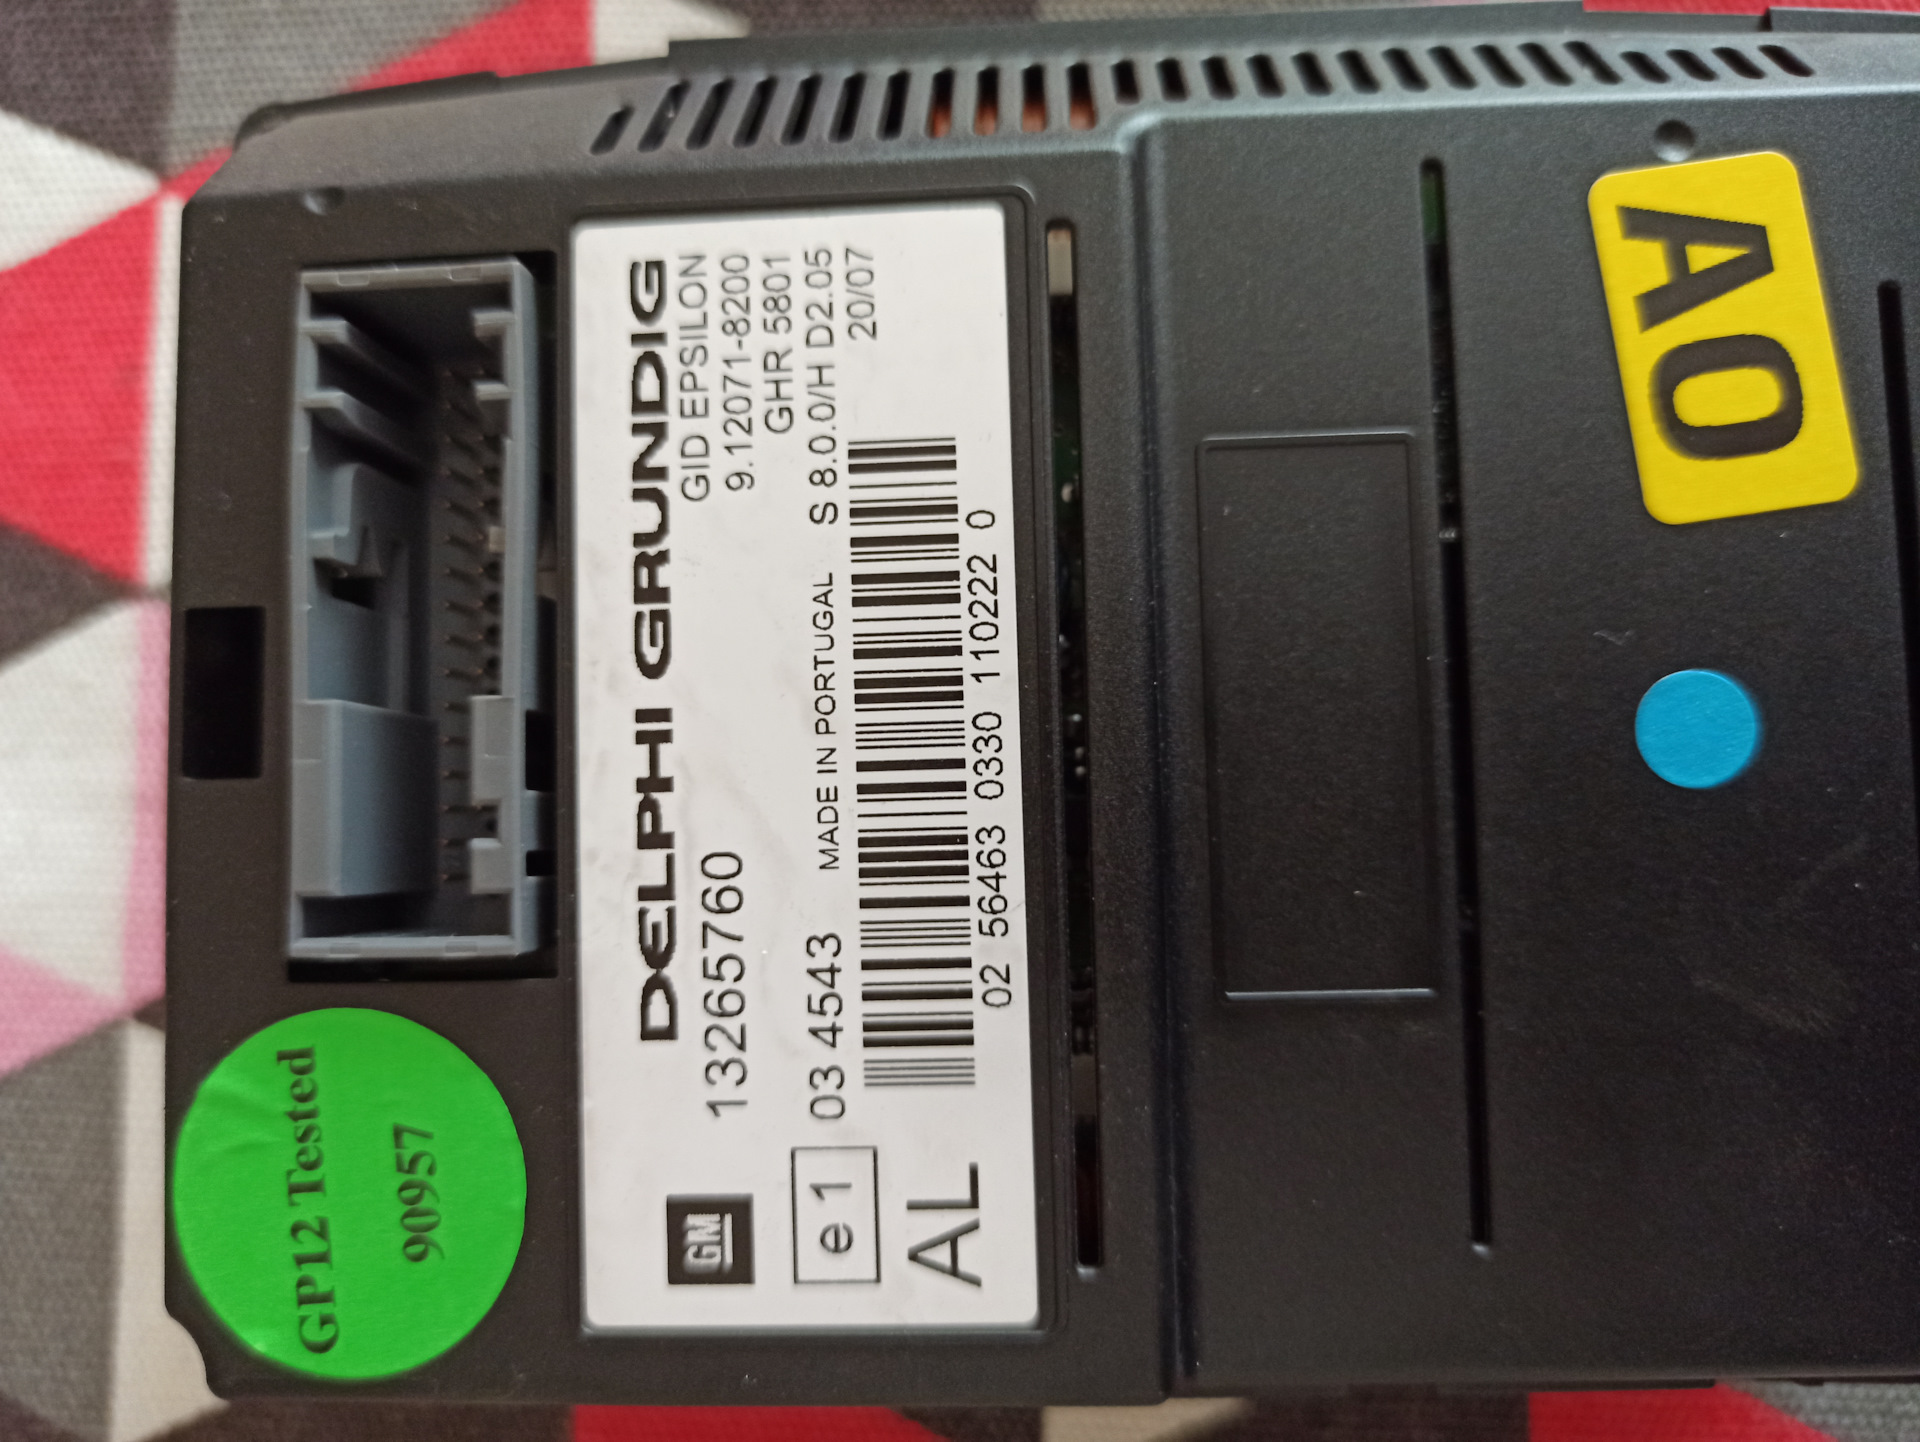 DELPHI GRUNDIG
GM
13265760
GID EPSILON
9.12071-8200
GHR 5801
e1
03 4543
MADE IN PORTUGAL
S 8.0.0/H D2.05
20/07
AL
02 56463 0330 110222 0
GP12 Tested
90957
AO